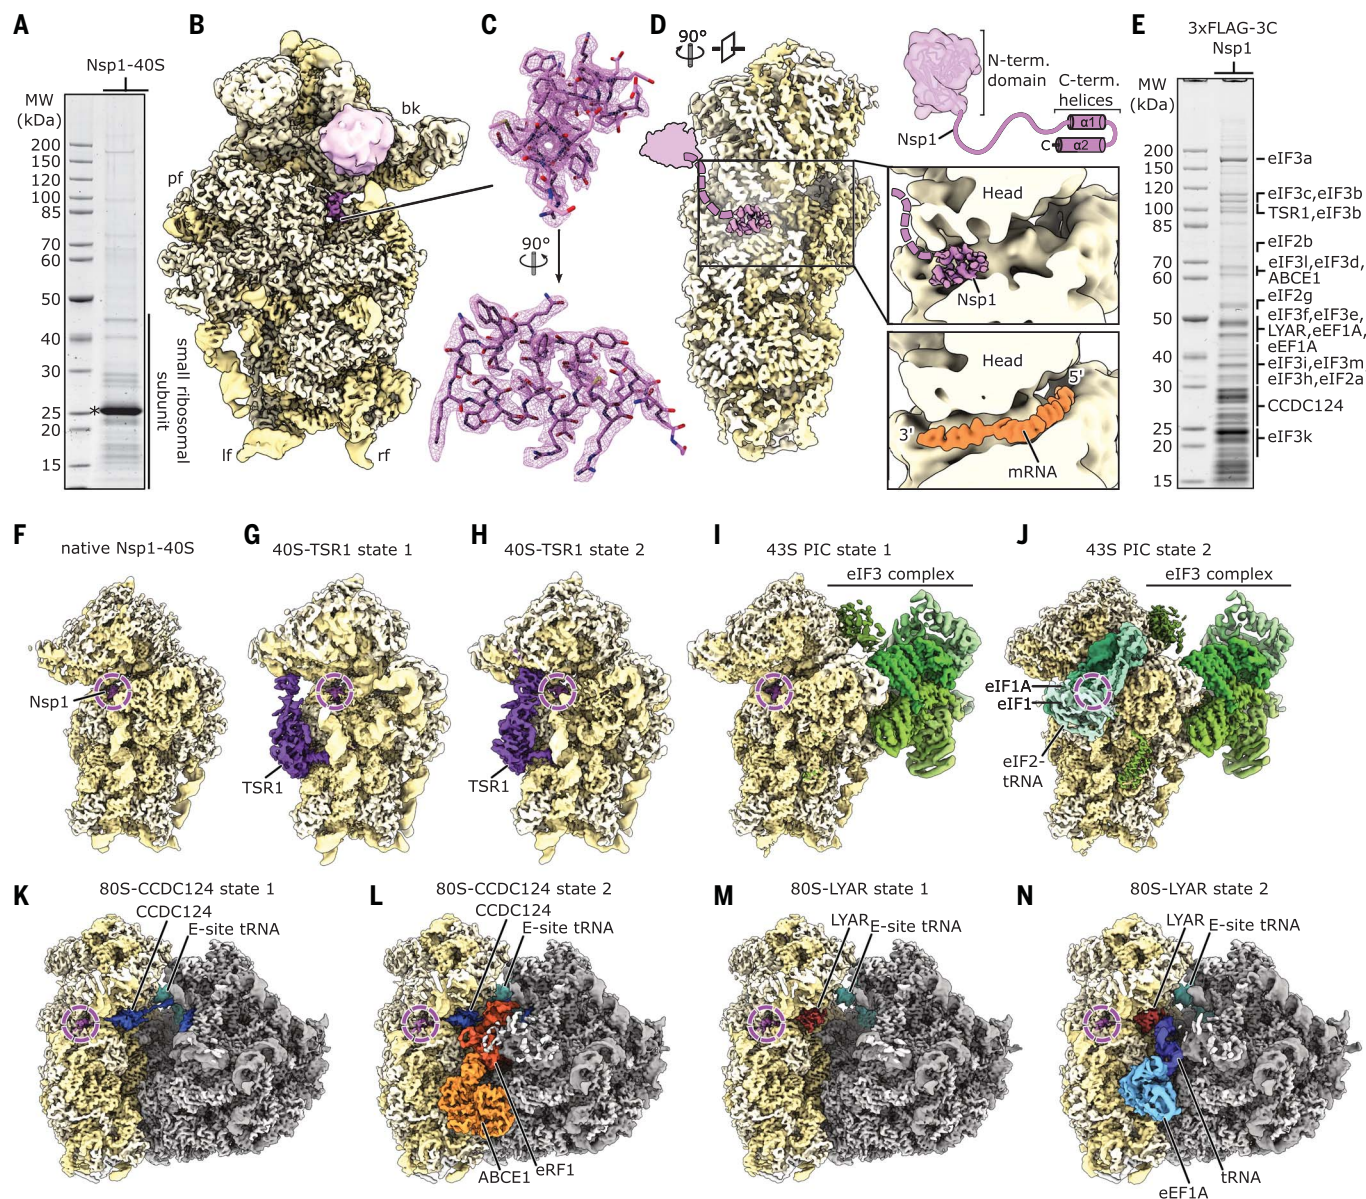 A
Nsp1-40S
MW
(kDa)
200
150
120
100
85
70
60
50
40
30
25
20
15
*
small ribosomal
subunit
B
bk
pf
lf
rf
C
90°
D
90°
N-term.
domain
C-term.
helices
Nsp1
α1
C
α2
Head
Nsp1
Head
5'
3'
mRNA
E
3xFLAG-3C
Nsp1
MW
(kDa)
200
150
120
100
85
70
60
50
40
30
25
20
15
eIF3a
eIF3c,eIF3b
TSR1,eIF3b
eIF2b
eIF3l,eIF3d,
ABCE1
eIF2g
eIF3f,eIF3e,
LYAR,eEF1A,
eEF1A
eIF3i,eIF3m
eIF3h,eIF2a
CCDC124
eIF3k
F
native Nsp1-40S
Nsp1
G
40S-TSR1 state 1
TSR1
H
40S-TSR1 state 2
TSR1
I
43S PIC state 1
eIF3 complex
J
43S PIC state 2
eIF3 complex
eIF1A
eIF1
eIF2-
tRNA
K
80S-CCDC124 state 1
CCDC124
E-site tRNA
L
80S-CCDC124 state 2
CCDC124
E-site tRNA
ABCE1
eRF1
M
80S-LYAR state 1
LYAR
E-site tRNA
N
80S-LYAR state 2
LYAR
E-site tRNA
eEF1A
tRNA